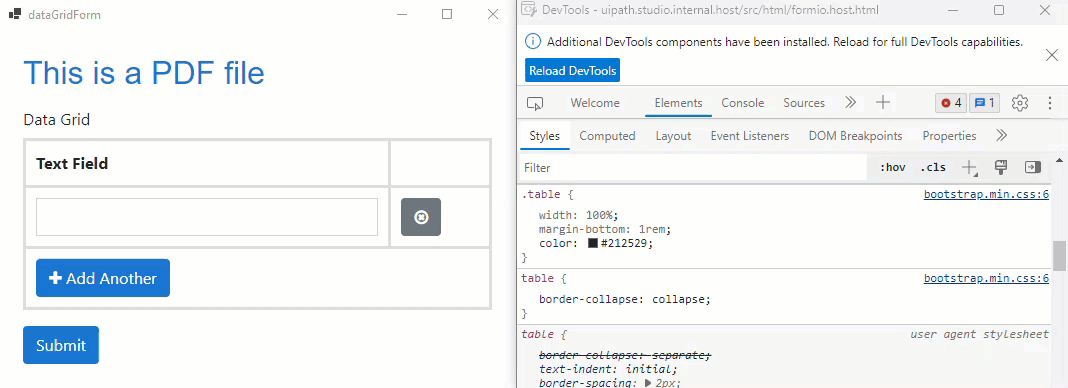 dataGridForm
This is a PDF file
Data Grid
Text Field
Add Another
Submit
DevTools - uipath.studio.internal.host/src/html/formio.host.html
Additional DevTools components have been installed. Reload for full DevTools capabilities.
Reload DevTools
Welcome Elements Console Sources 4 1
Styles Computed Layout Event Listeners DOM Breakpoints Properties
Filter :hov .cls
.table { bootstrap.min.css:6
width: 100%;
margin-bottom: 1rem;
color: #212529;
}
table { bootstrap.min.css:6
border-collapse: collapse;
}
table { user agent stylesheet
border-collapse: separate;
text-indent: initial;
border-spacing: 2px;